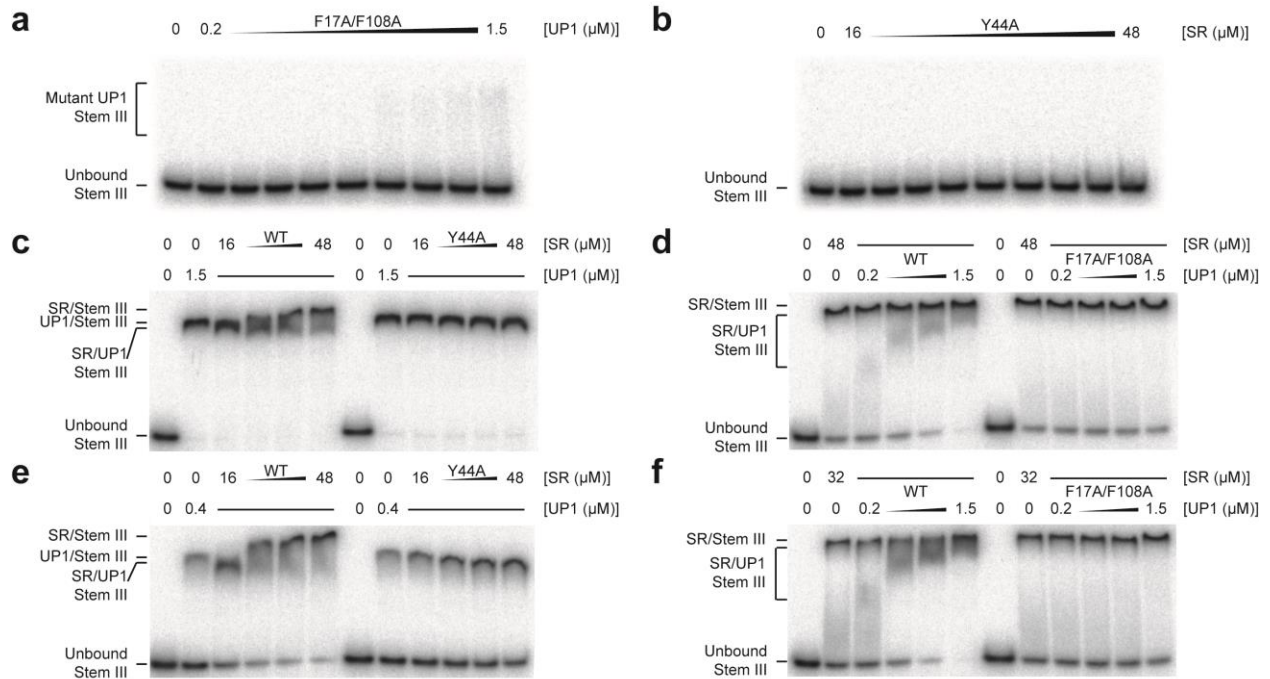 a
F17A/F108A
0 0.2 1.5 [UP1 (µM)]
Mutant UP1
Stem III
Unbound
Stem III
b
Y44A
0 16 48 [SR (µM)]
Unbound
Stem III
c
0 0 16 WT 48 0 0 16 Y44A 48 [SR (µM)]
0 1.5 0 1.5 [UP1 (µM)]
SR/Stem III
UP1/Stem III
SR/UP1
Stem III
Unbound
Stem III
d
0 48 0 48 [SR (µM)]
WT F17A/F108A
0 0 0.2 1.5 0 0 0.2 1.5 [UP1 (µM)]
SR/Stem III
SR/UP1
Stem III
Unbound
Stem III
e
0 0 16 WT 48 0 0 16 Y44A 48 [SR (µM)]
0 0.4 0 0.4 [UP1 (µM)]
UP1/Stem III
SR/Stem III
SR/UP1
Stem III
Unbound
Stem III
f
0 32 0 32 [SR (µM)]
WT F17A/F108A
0 0 0.2 1.5 0 0 0.2 1.5 [UP1 (µM)]
SR/Stem III
SR/UP1
Stem III
Unbound
Stem III